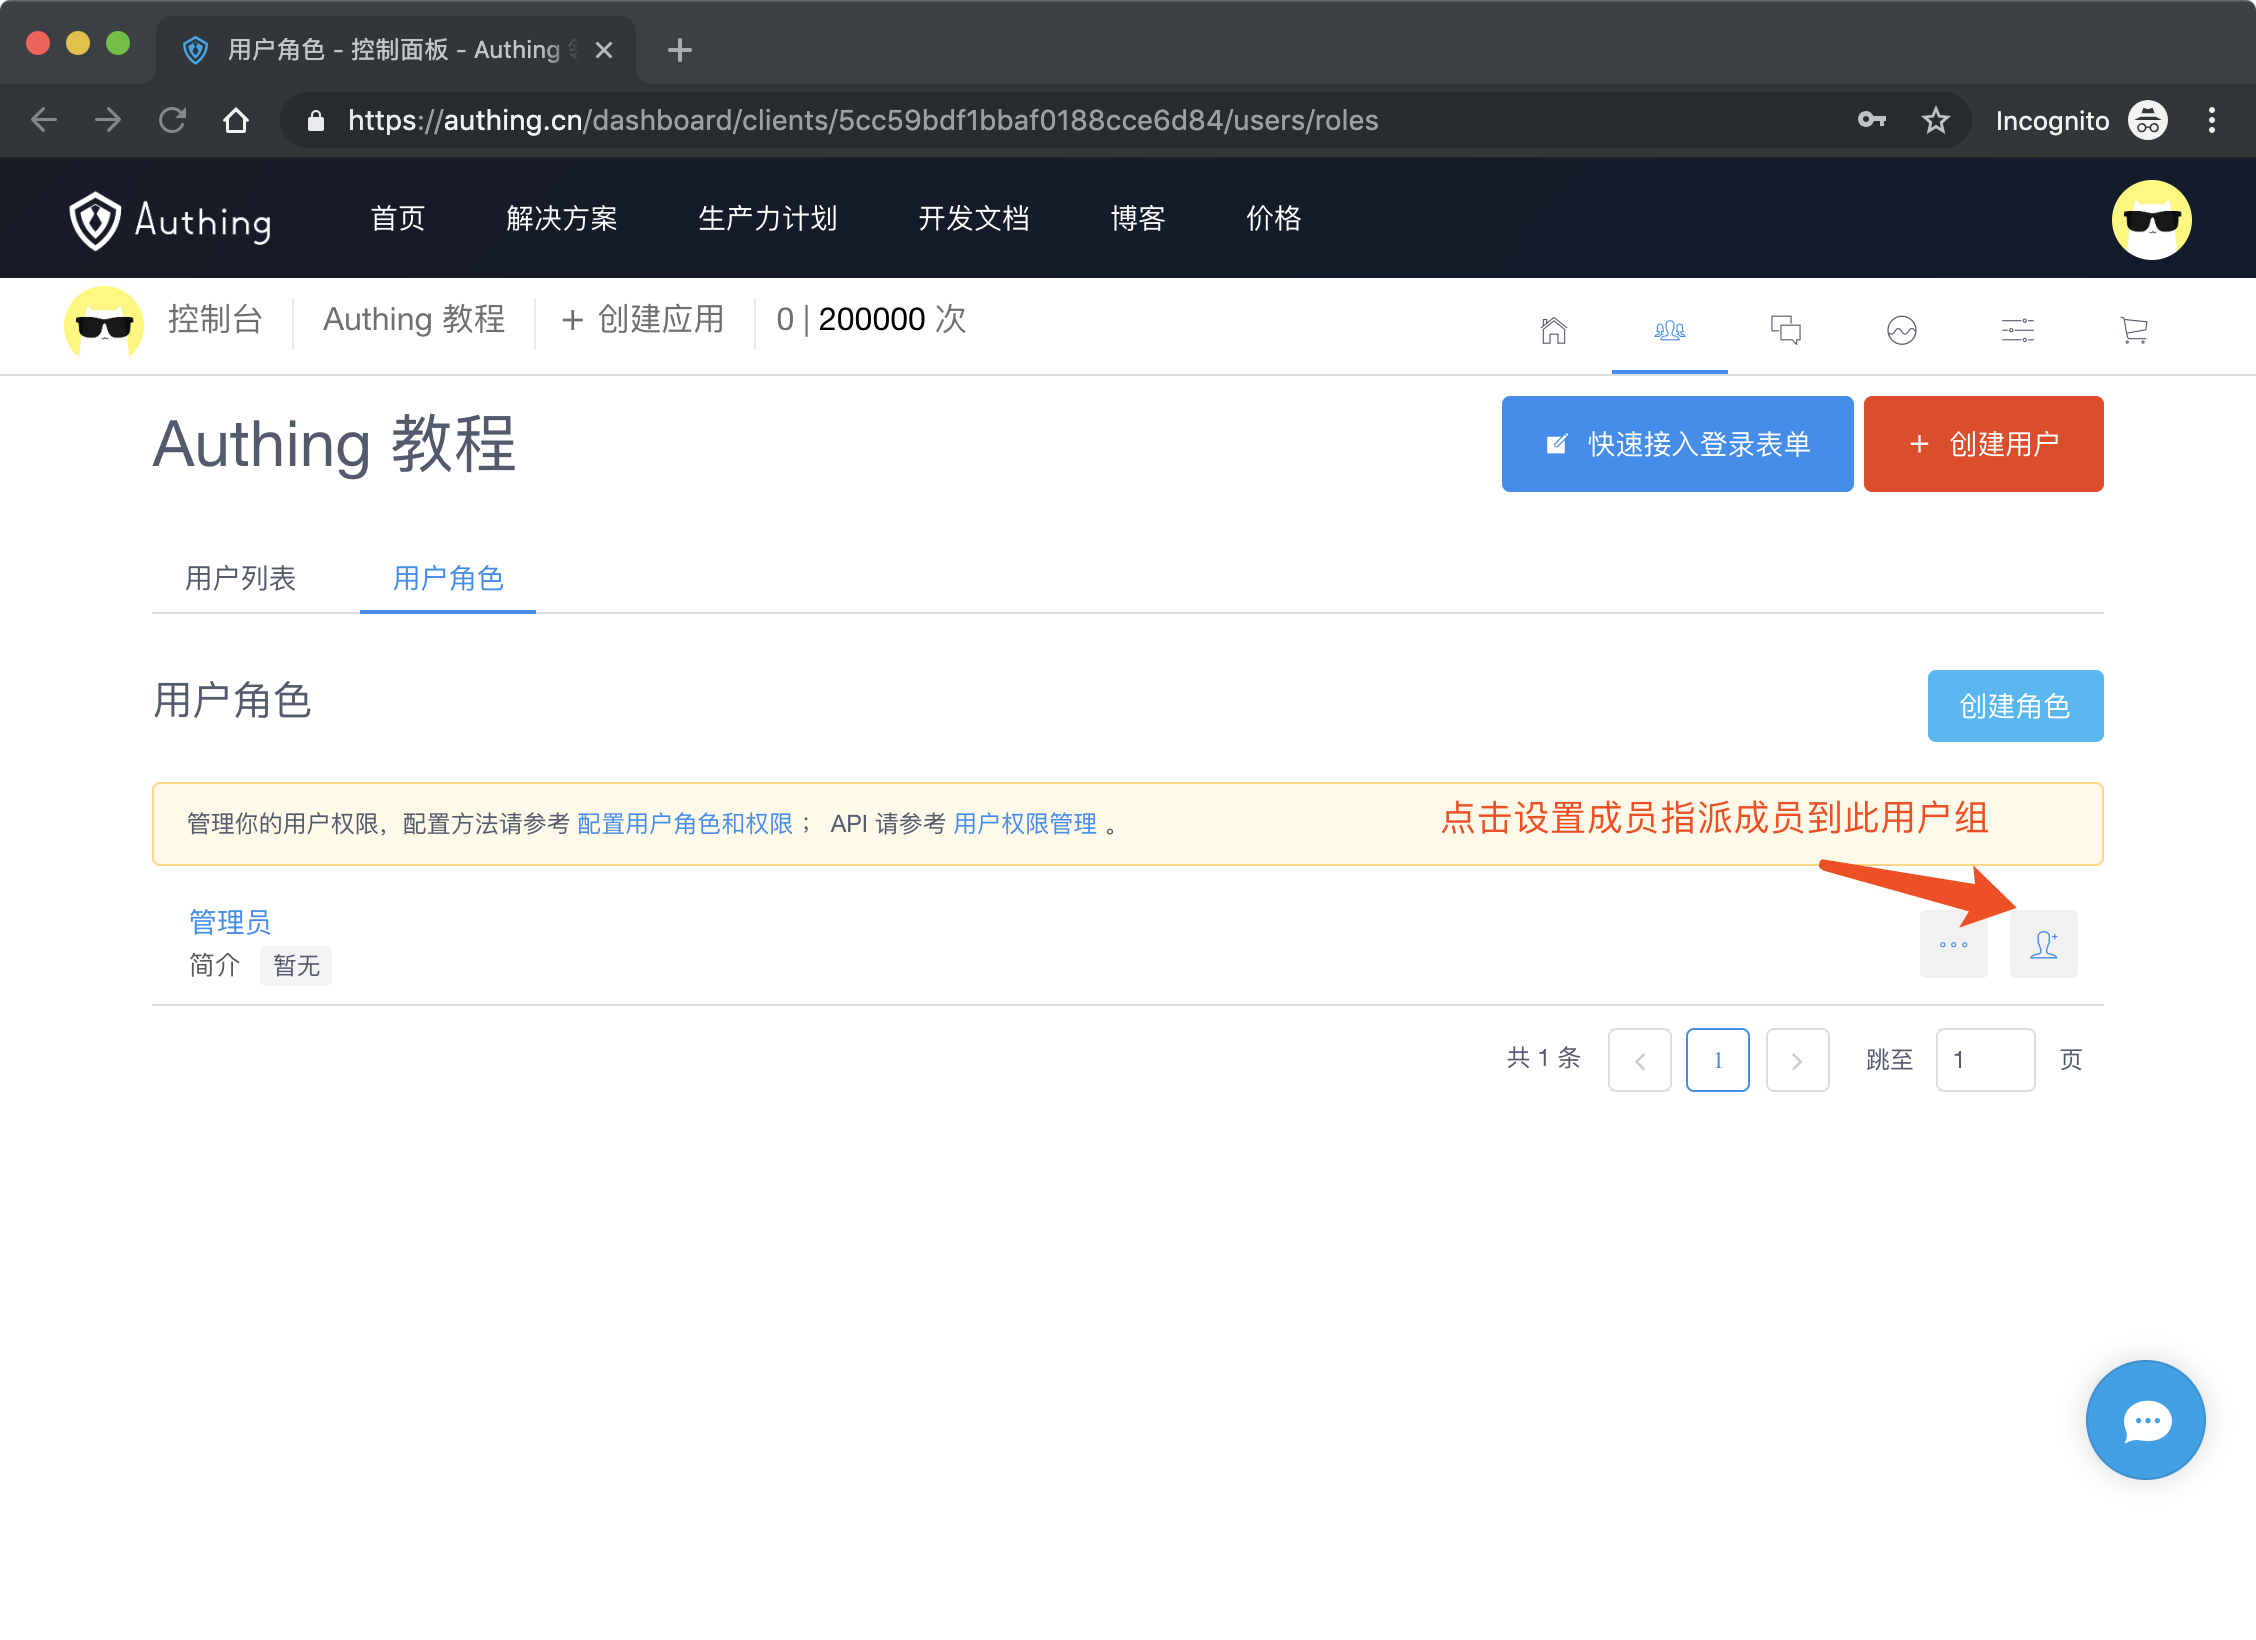 用户角色 - 控制面板 - Authing
https://authing.cn/dashboard/clients/5cc59bdf1bbaf0188cce6d84/users/roles
Incognito
Authing
首页
解决方案
生产力计划
开发文档
博客
价格
控制台
Authing 教程
+ 创建应用
0 | 200000 次
Authing 教程
快速接入登录表单
+ 创建用户
用户列表
用户角色
用户角色
创建角色
管理你的用户权限，配置方法请参考 配置用户角色和权限 ； API 请参考 用户权限管理 。
点击设置成员指派成员到此用户组
管理员
简介 暂无
共 1 条
1
跳至
1
页